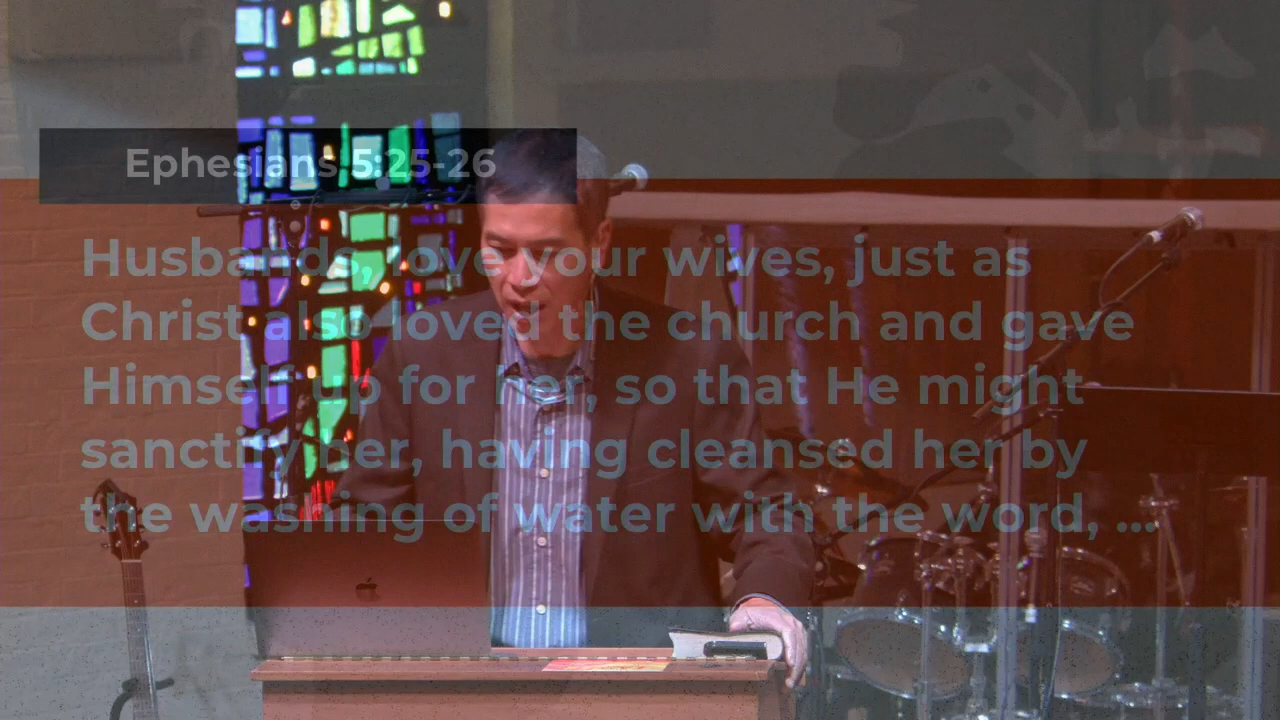 Ephesians 5:25-26
Husbands, love your wives, just as
Christ also loved the church and gave
Himself up for her, so that He might
sanctify her, having cleansed her by
the washing of water with the word, ...